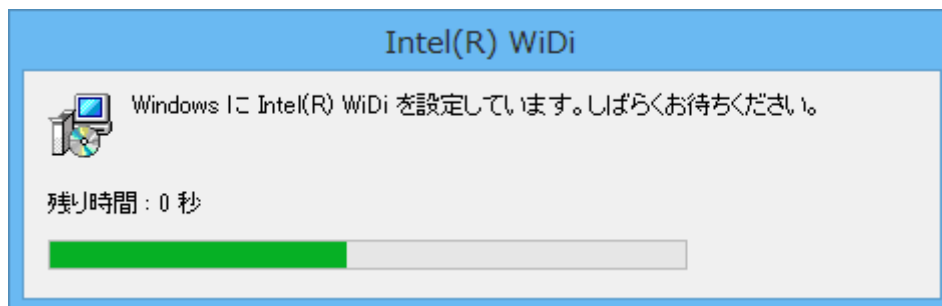 Intel(R) WiDi
Windows に Intel(R) WiDi を設定しています。しばらくお待ちください。
残り時間 : 0 秒